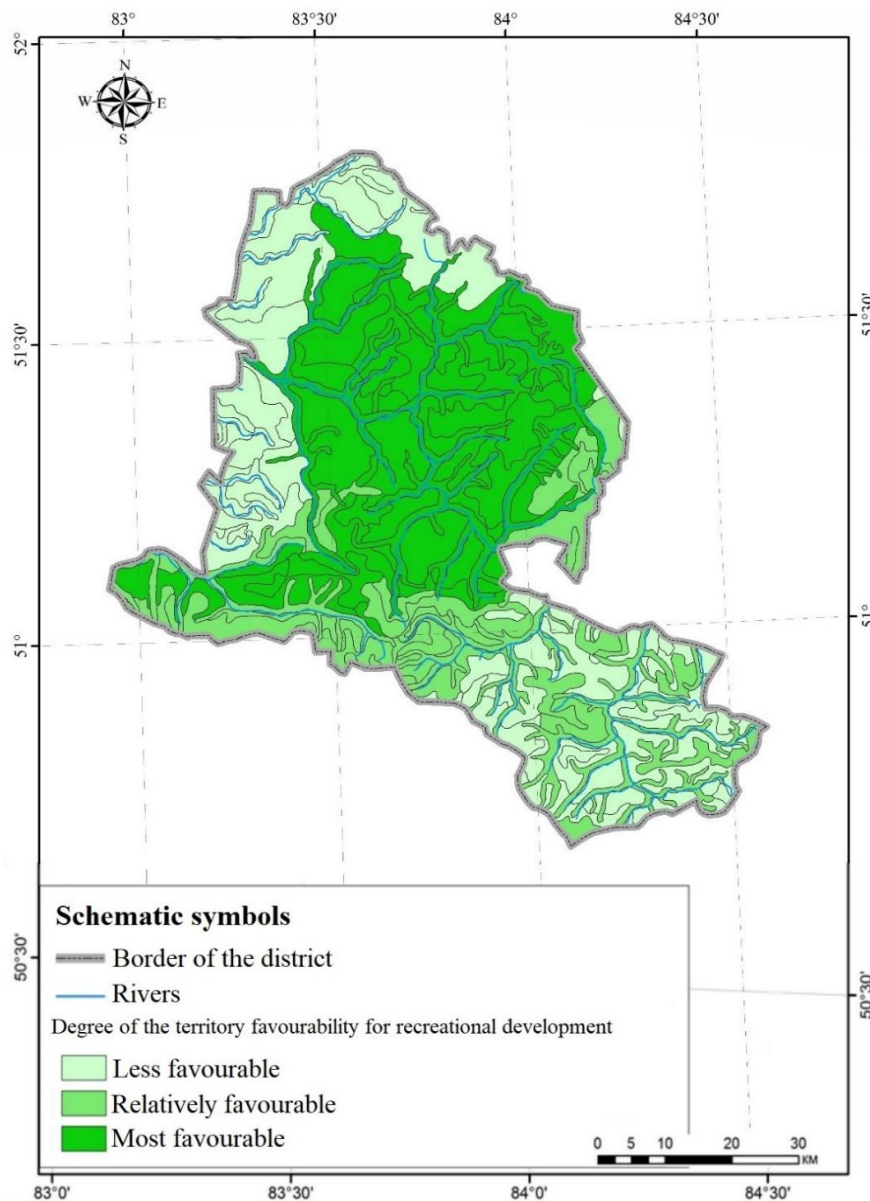 83° 83°30' 84° 84°30'
52°
N
W E
S
51°30'
51°30'
51°
51°
Schematic symbols
Border of the district
Rivers
Degree of the territory favourability for recreational development
Less favourable
Relatively favourable
Most favourable
50°30'
50°30'
0 5 10 20 30
KM
83°0' 83°30' 84°0' 84°30'